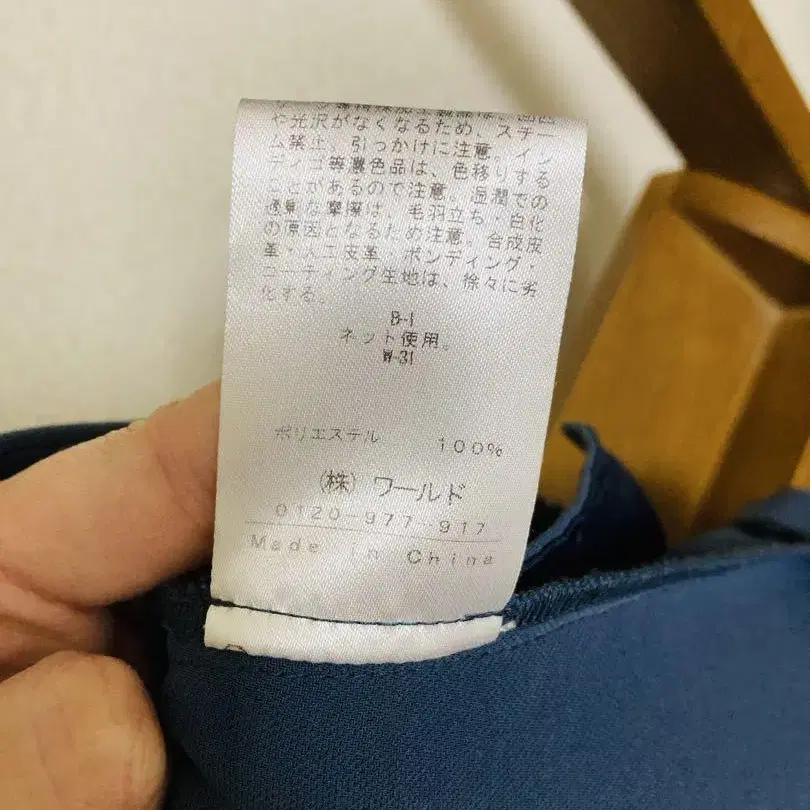 や光沢がなくなるため、スチー
ム禁止、引っかけに注意。イン
ディゴ等濃色品は、色移りする
ことがあるので注意。湿潤での
過度な摩擦は、毛羽立ち・白化
の原因となるため注意。合成皮
革・人工皮革、ボンディング・
コーティング生地は、徐々に劣
化する。
B-1
ネット使用。
W-31
ポリエステル 100%
(株) ワールド
0120-977-917
Made in China